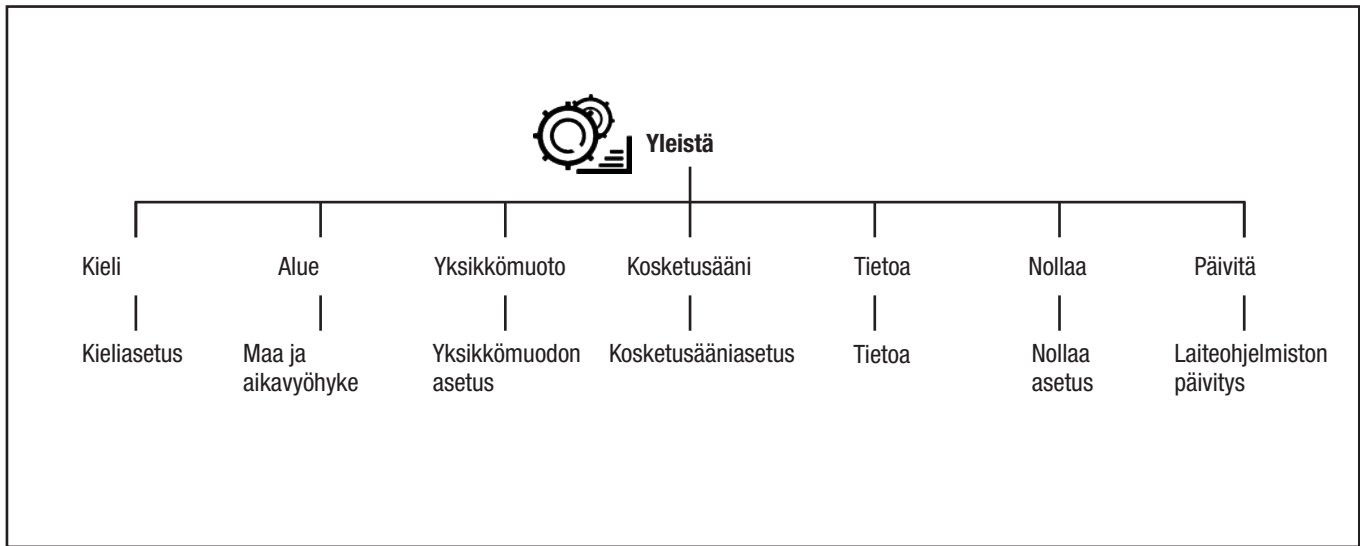 Yleistä
Kieli
Alue
Yksikkömuoto
Kosketusääni
Tietoa
Nollaa
Päivitä
Kieliasetus
Maa ja
aikavyöhyke
Yksikkömuodon
asetus
Kosketusääniasetus
Tietoa
Nollaa
asetus
Laiteohjelmiston
päivitys